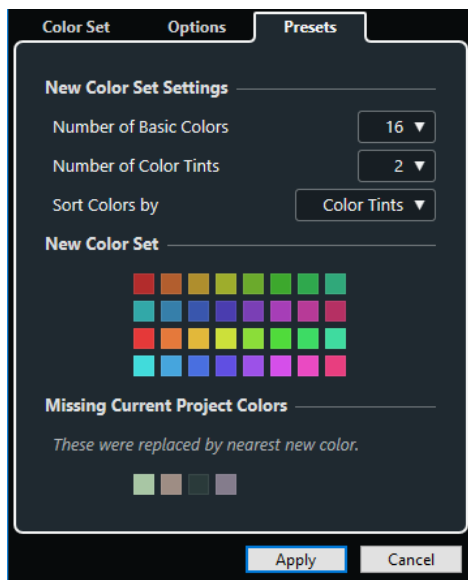 Color Set Options Presets
New Color Set Settings
Number of Basic Colors 16 ▼
Number of Color Tints 2 ▼
Sort Colors by Color Tints ▼
New Color Set
Missing Current Project Colors
These were replaced by nearest new color.
Apply Cancel